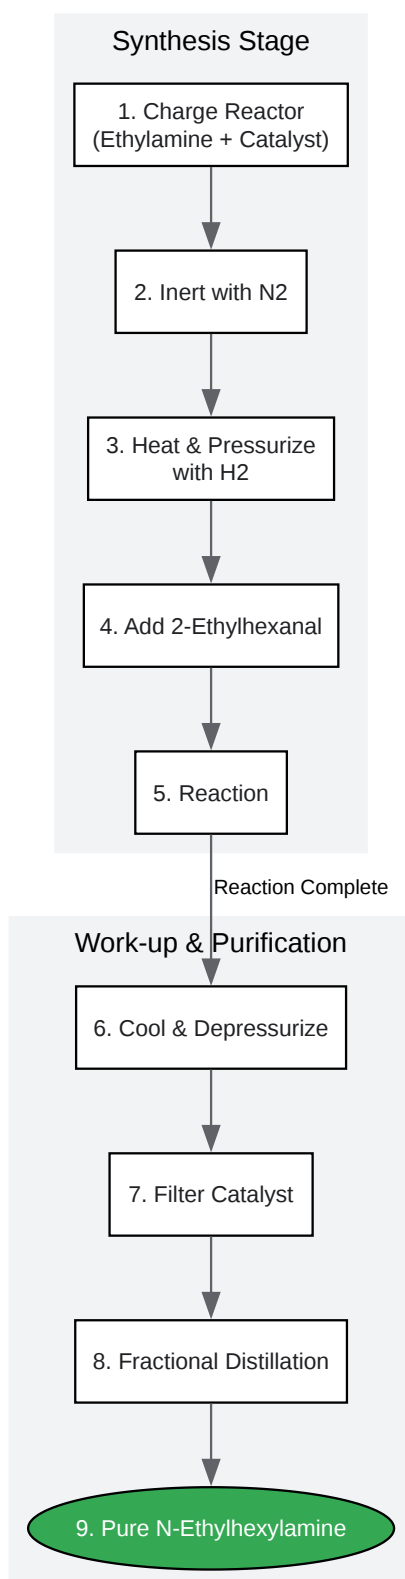 Synthesis Stage
1. Charge Reactor
(Ethylamine + Catalyst)
2. Inert with N2
3. Heat & Pressurize
with H2
4. Add 2-Ethylhexanal
5. Reaction
Reaction Complete
Work-up & Purification
6. Cool & Depressurize
7. Filter Catalyst
8. Fractional Distillation
9. Pure N-Ethylhexylamine